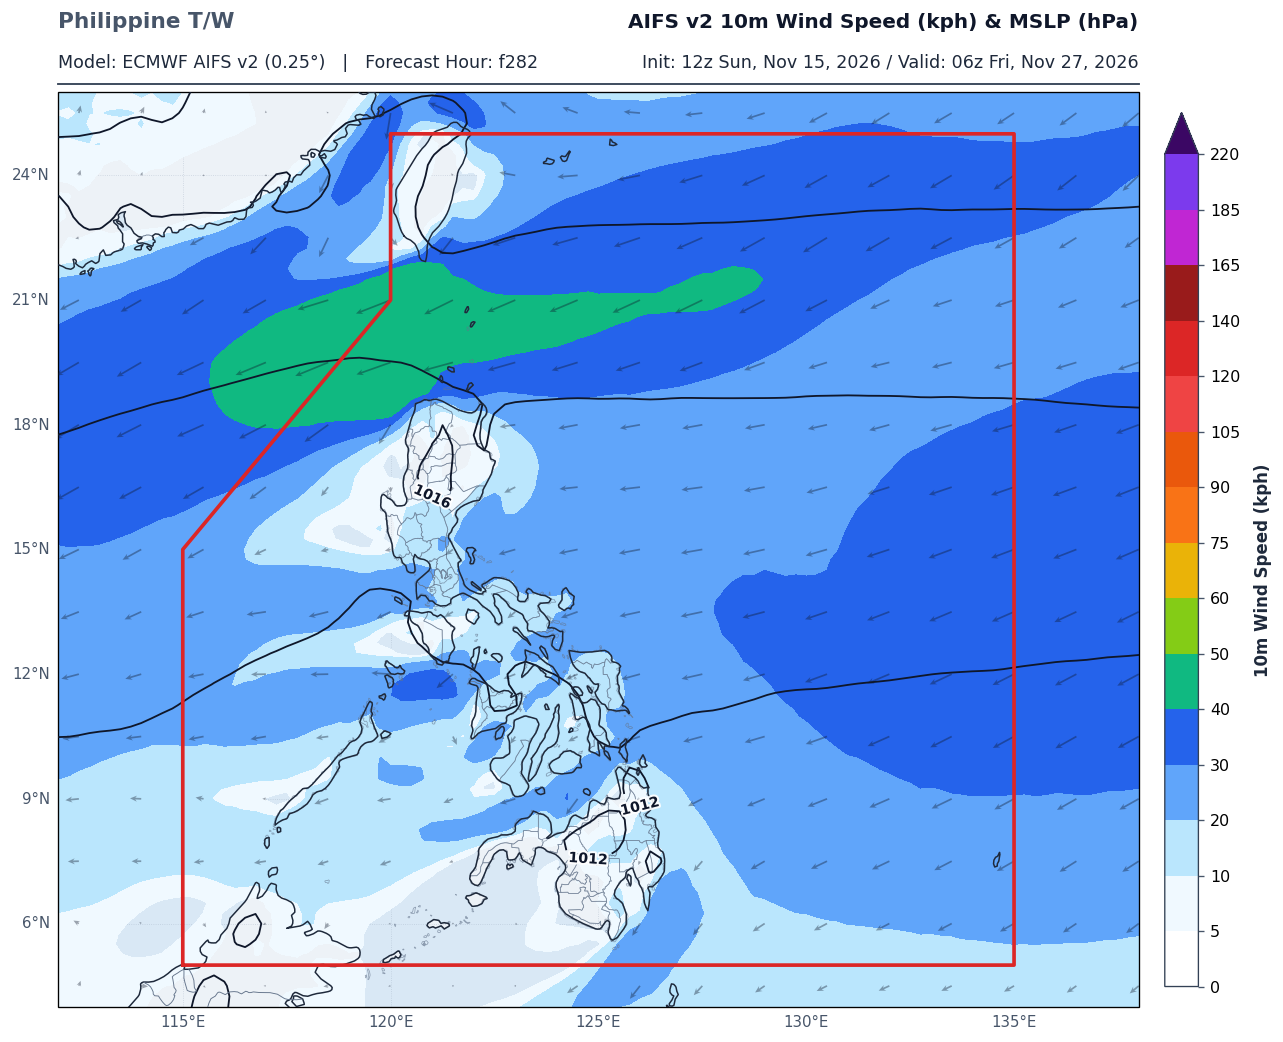 Philippine T/W
AIFS v2 10m Wind Speed (kph) & MSLP (hPa)
Model: ECMWF AIFS v2 (0.25°) | Forecast Hour: f282
Init: 12z Sun, Nov 15, 2026 / Valid: 06z Fri, Nov 27, 2026
24°N
21°N
18°N
15°N
12°N
9°N
6°N
115°E
120°E
125°E
130°E
135°E
1016
1012
1012
220
185
165
140
120
105
90
75
60
50
40
30
20
10
5
0
10m Wind Speed (kph)